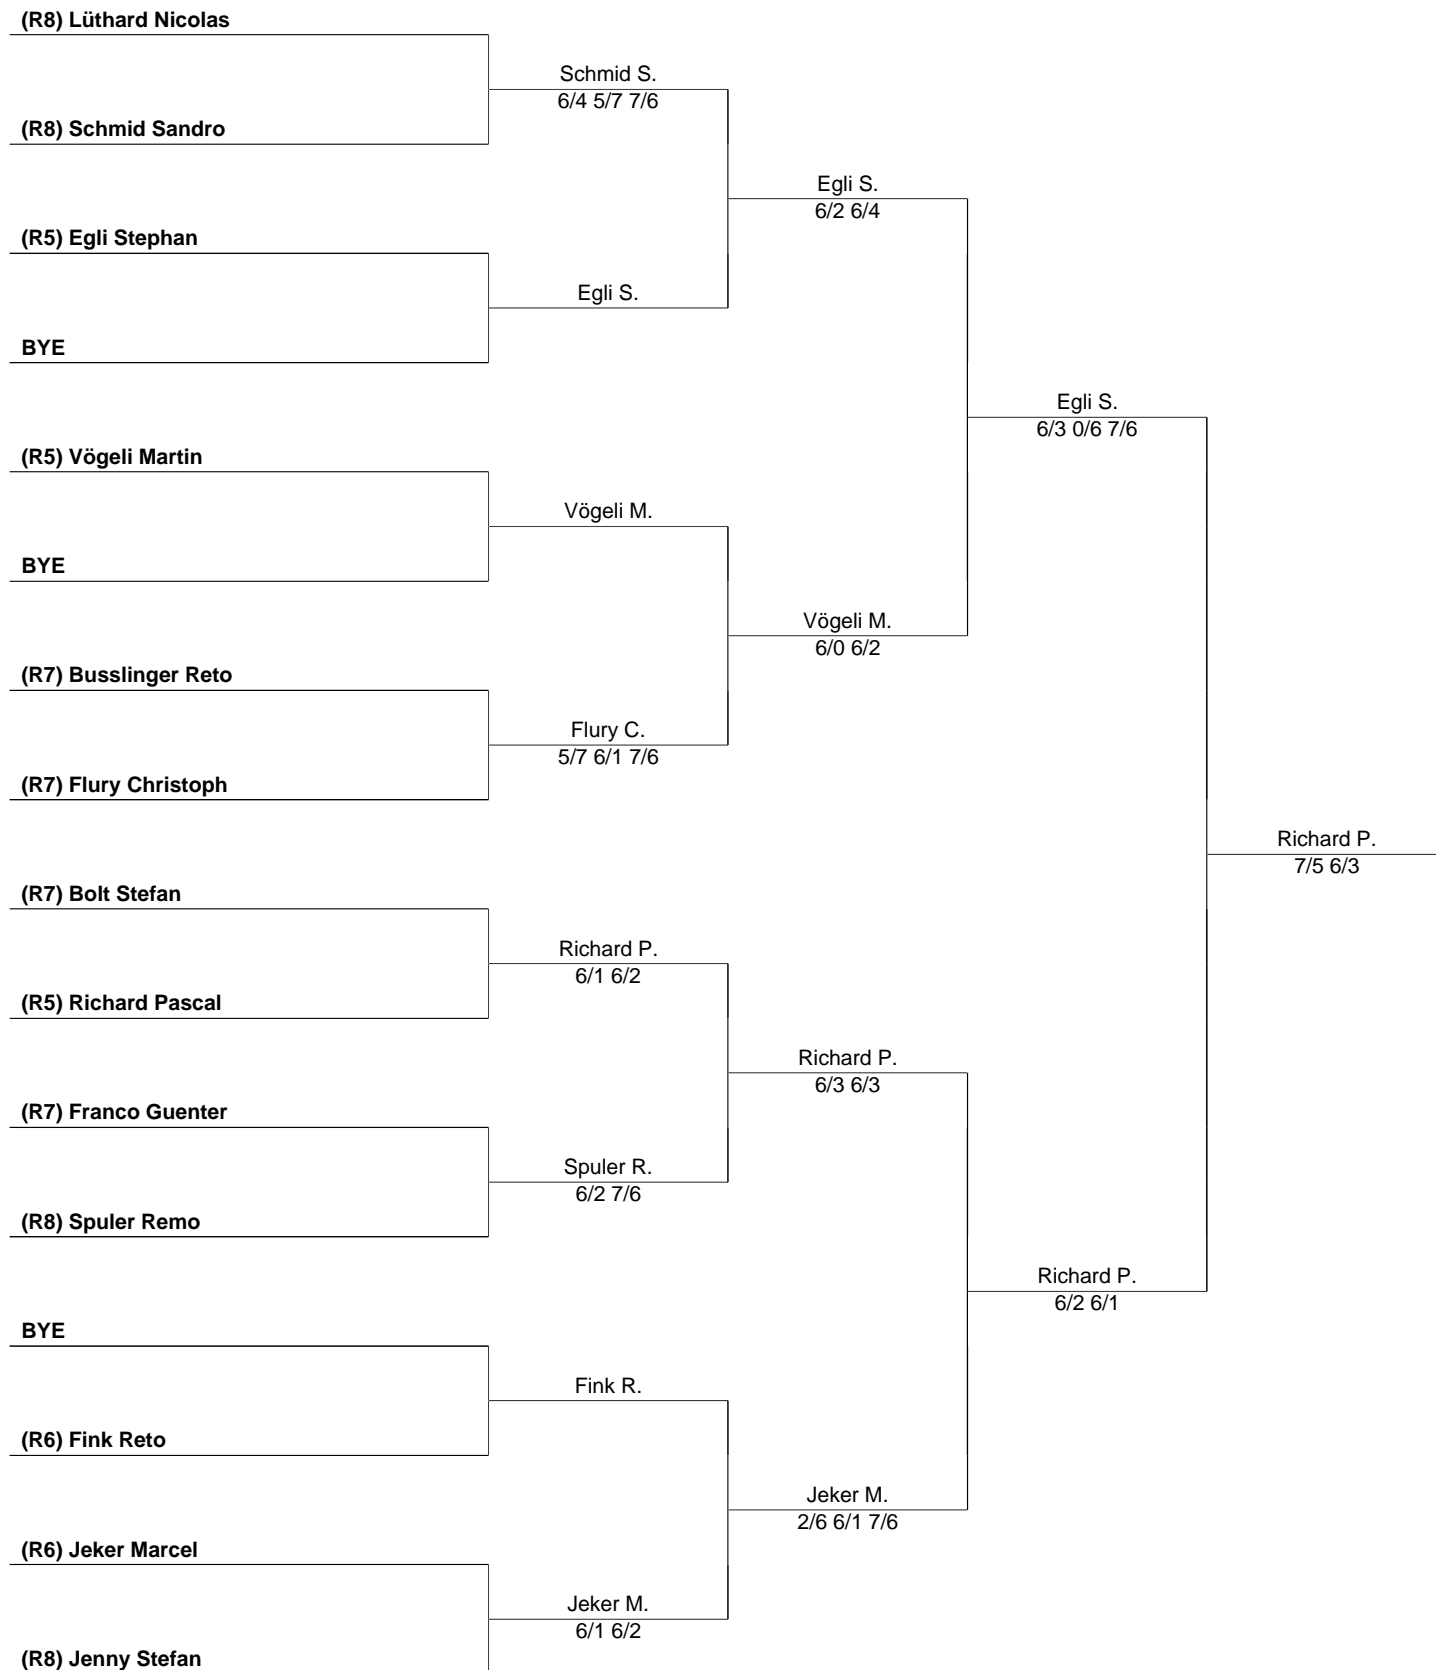 (R8) Lüthard Nicolas
Schmid S.
6/4 5/7 7/6
(R8) Schmid Sandro
Egli S.
6/2 6/4
(R5) Egli Stephan
Egli S.
BYE
Egli S.
6/3 0/6 7/6
(R5) Vögeli Martin
Vögeli M.
BYE
Vögeli M.
6/0 6/2
(R7) Busslinger Reto
Flury C.
5/7 6/1 7/6
(R7) Flury Christoph
Richard P.
7/5 6/3
(R7) Bolt Stefan
Richard P.
6/1 6/2
(R5) Richard Pascal
Richard P.
6/3 6/3
(R7) Franco Guenter
Spuler R.
6/2 7/6
(R8) Spuler Remo
Richard P.
6/2 6/1
BYE
Fink R.
(R6) Fink Reto
Jeker M.
2/6 6/1 7/6
(R6) Jeker Marcel
Jeker M.
6/1 6/2
(R8) Jenny Stefan